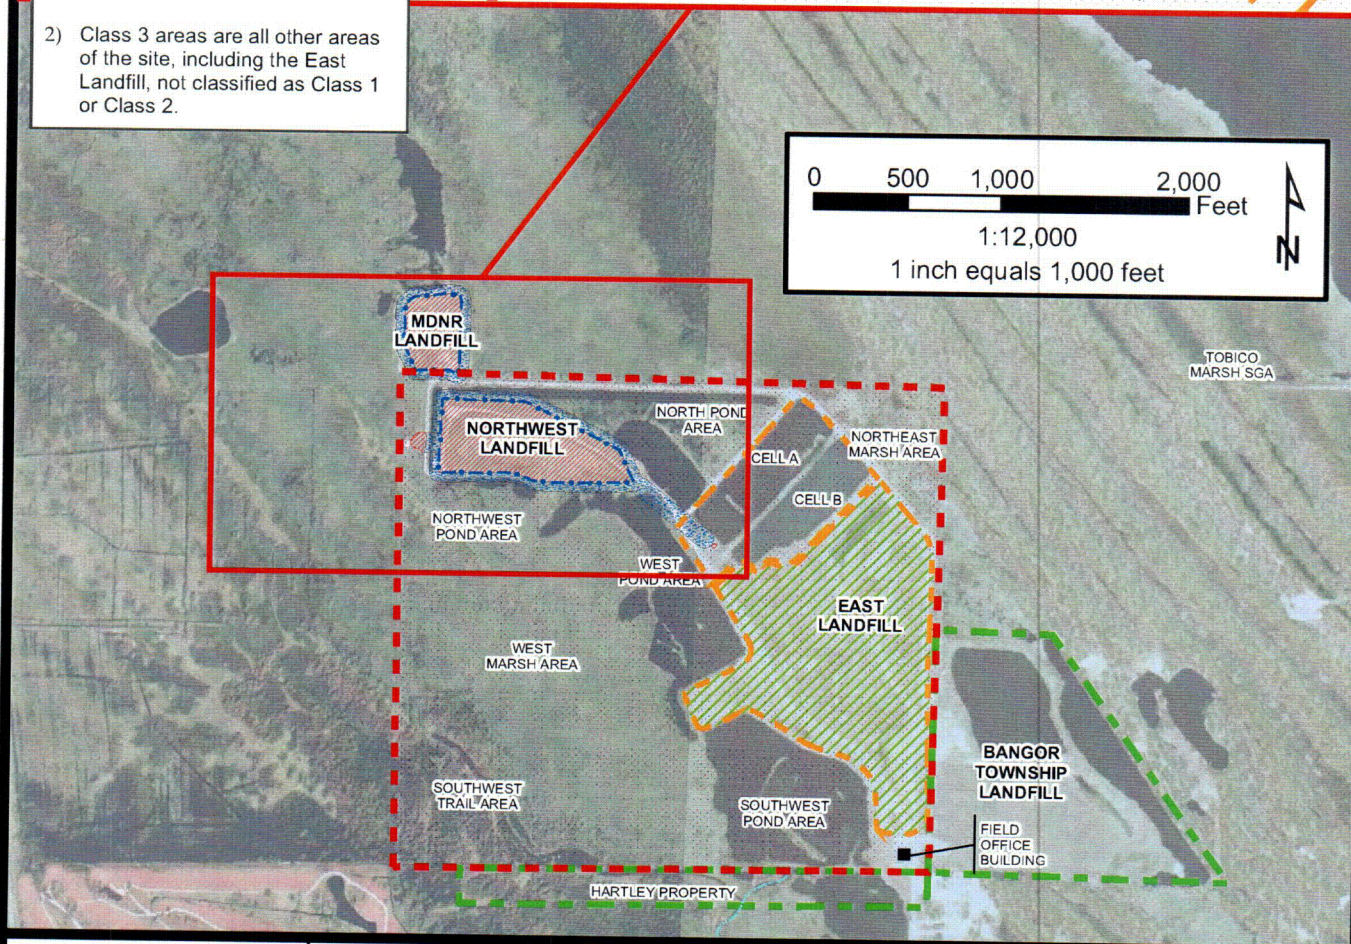 2) Class 3 areas are all other areas
of the site, including the East
Landfill, not classified as Class 1
or Class 2.
0 500 1,000 2,000
Feet
1:12,000
1 inch equals 1,000 feet
N
MDNR
LANDFILL
TOBICO
MARSH SGA
NORTHWEST
LANDFILL
NORTH POND
AREA
NORTHEAST
MARSH AREA
CELL A
CELL B
NORTHWEST
POND AREA
WEST
POND AREA
EAST
LANDFILL
WEST
MARSH AREA
BANGOR
TOWNSHIP
LANDFILL
SOUTHWEST
TRAIL AREA
SOUTHWEST
POND AREA
FIELD
OFFICE
BUILDING
HARTLEY PROPERTY